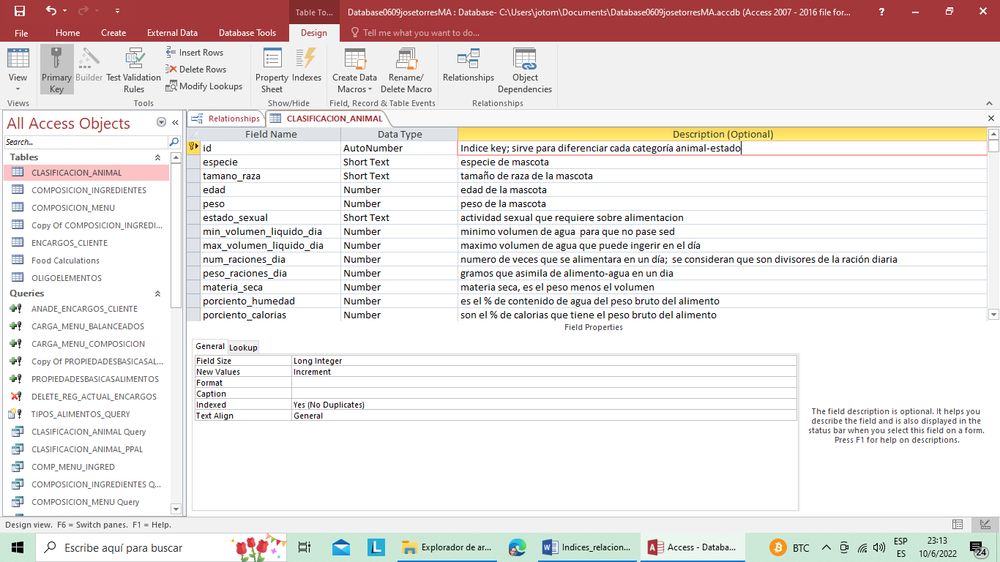 Table To...
Database0609josetorresMA : Database- C:\Users\jotom\Documents\Database0609josetorresMA.accdb (Access 2007 - 2016 file for...
?
File
Home
Create
External Data
Database Tools
Design
Tell me what you want to do...
View
Primary Key
Builder
Test Validation Rules
Insert Rows
Delete Rows
Modify Lookups
Property Sheet
Indexes
Create Data Macros
Rename/ Delete Macro
Relationships
Object Dependencies
Views
Tools
Show/Hide
Field, Record & Table Events
Relationships
All Access Objects
Search...
Tables
CLASIFICACION_ANIMAL
COMPOSICION_INGREDIENTES
COMPOSICION_MENU
Copy Of COMPOSICION_INGREDI...
ENCARGOS_CLIENTE
Food Calculations
OLIGOELEMENTOS
Queries
ANADE_ENCARGOS_CLIENTE
CARGA_MENU_BALANCEADOS
CARGA_MENU_COMPOSICION
Copy Of PROPIEDADESBASICASAL...
PROPIEDADESBASICASALIMENTOS
DELETE_REG_ACTUAL_ENCARGOS
TIPOS_ALIMENTOS_QUERY
CLASIFICACION_ANIMAL Query
CLASIFICACION_ANIMAL_PPAL
COMP_MENU_INGRED
COMPOSICION_INGREDIENTES Q...
COMPOSICION_MENU Query
Relationships
CLASIFICACION_ANIMAL
Field Name Data Type Description (Optional)
id AutoNumber Indice key; sirve para diferenciar cada categoría animal-estado
especie Short Text especie de mascota
tamano_raza Short Text tamaño de raza de la mascota
edad Number edad de la mascota
peso Number peso de la mascota
estado_sexual Short Text actividad sexual que requiere sobre alimentacion
min_volumen_liquido_dia Number minimo volumen de agua para que no pase sed
max_volumen_liquido_dia Number maximo volumen de agua que puede ingerir en el día
num_raciones_dia Number numero de veces que se alimentara en un día; se consideran que son divisores de la ración diaria
peso_raciones_dia Number gramos que asimila de alimento-agua en un dia
materia_seca Number materia seca, es el peso menos el volumen
porciento_humedad Number es el % de contenido de agua del peso bruto del alimento
porciento_calorias Number son el % de calorias que tiene el peso bruto del alimento
Field Properties
General
Lookup
Field Size Long Integer
New Values Increment
Format
Caption
Indexed Yes (No Duplicates)
Text Align General
The field description is optional. It helps you
describe the field and is also displayed in the
status bar when you select this field on a form.
Press F1 for help on descriptions.
Design view. F6 = Switch panes. F1 = Help.
Escribe aquí para buscar
L
Explorador de ar...
Indices_relacion...
Access - Databa...
BTC
ESP
ES
23:13
10/6/2022
24